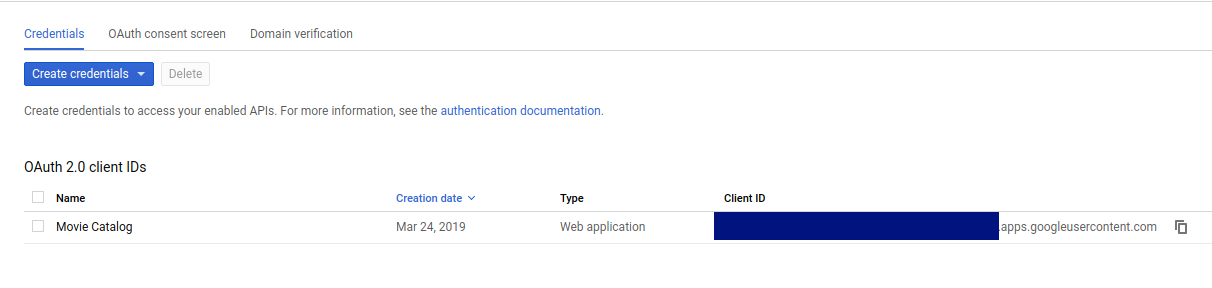 Credentials OAuth consent screen Domain verification
Create credentials Delete
Create credentials to access your enabled APIs. For more information, see the authentication documentation.
OAuth 2.0 client IDs
Name Creation date Type Client ID
Movie Catalog Mar 24, 2019 Web application .apps.googleusercontent.com